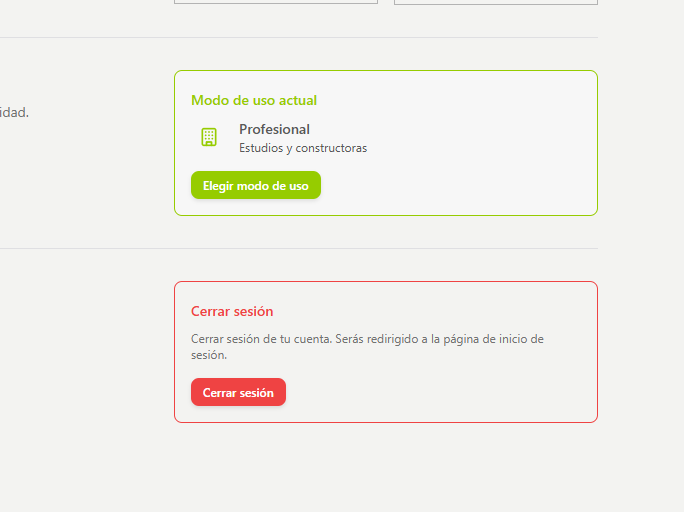 idad.
Modo de uso actual
Profesional
Estudios y constructoras
Elegir modo de uso
Cerrar sesión
Cerrar sesión de tu cuenta. Serás redirigido a la página de inicio de
sesión.
Cerrar sesión